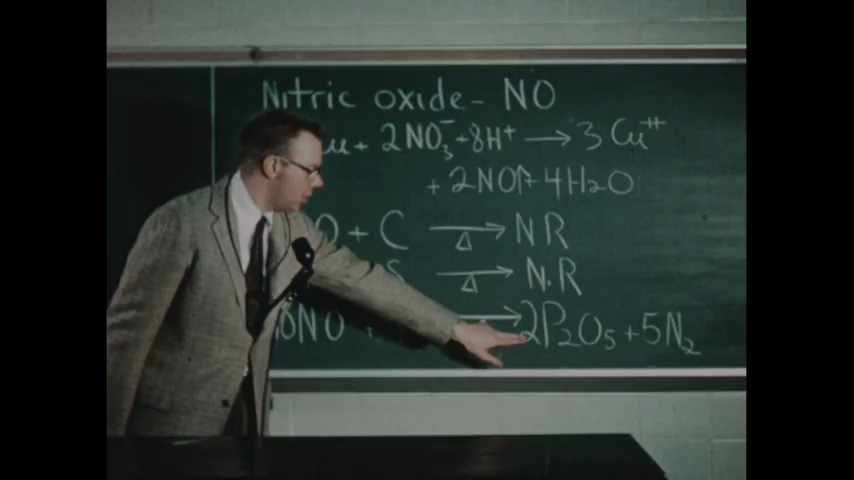 Nitric oxide - NO
u + 2NO₃⁻ + 8H⁺ → 3 Cu⁺⁺
+ 2NO↑ + 4H₂O
O + C →Δ NR
S →Δ N.R
NO + → 2P₂O₅ + 5N₂